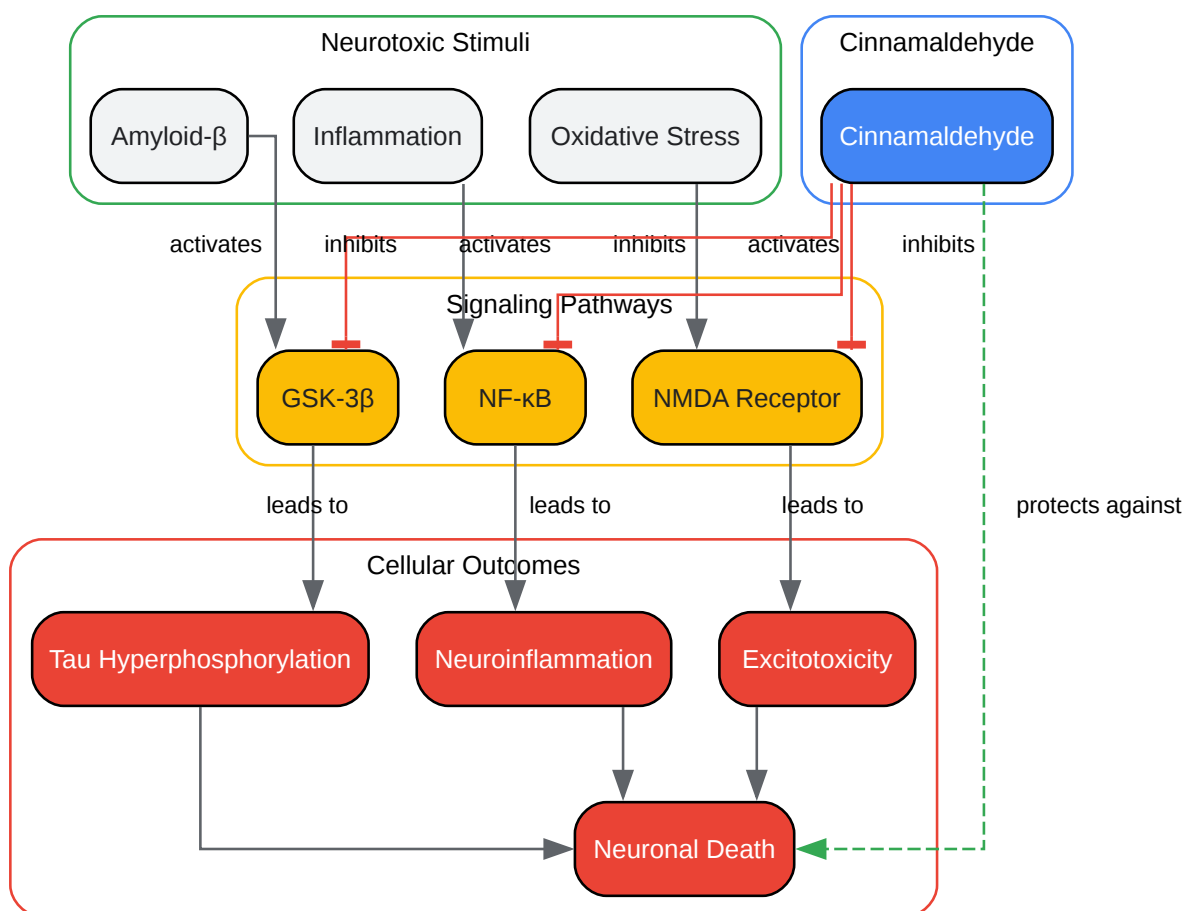 Neurotoxic Stimuli
Cinnamaldehyde
Amyloid-β
Inflammation
Oxidative Stress
Cinnamaldehyde
activates
inhibits
activates
inhibits
activates
inhibits
Signaling Pathways
GSK-3β
NF-κB
NMDA Receptor
leads to
leads to
leads to
protects against
Cellular Outcomes
Tau Hyperphosphorylation
Neuroinflammation
Excitotoxicity
Neuronal Death